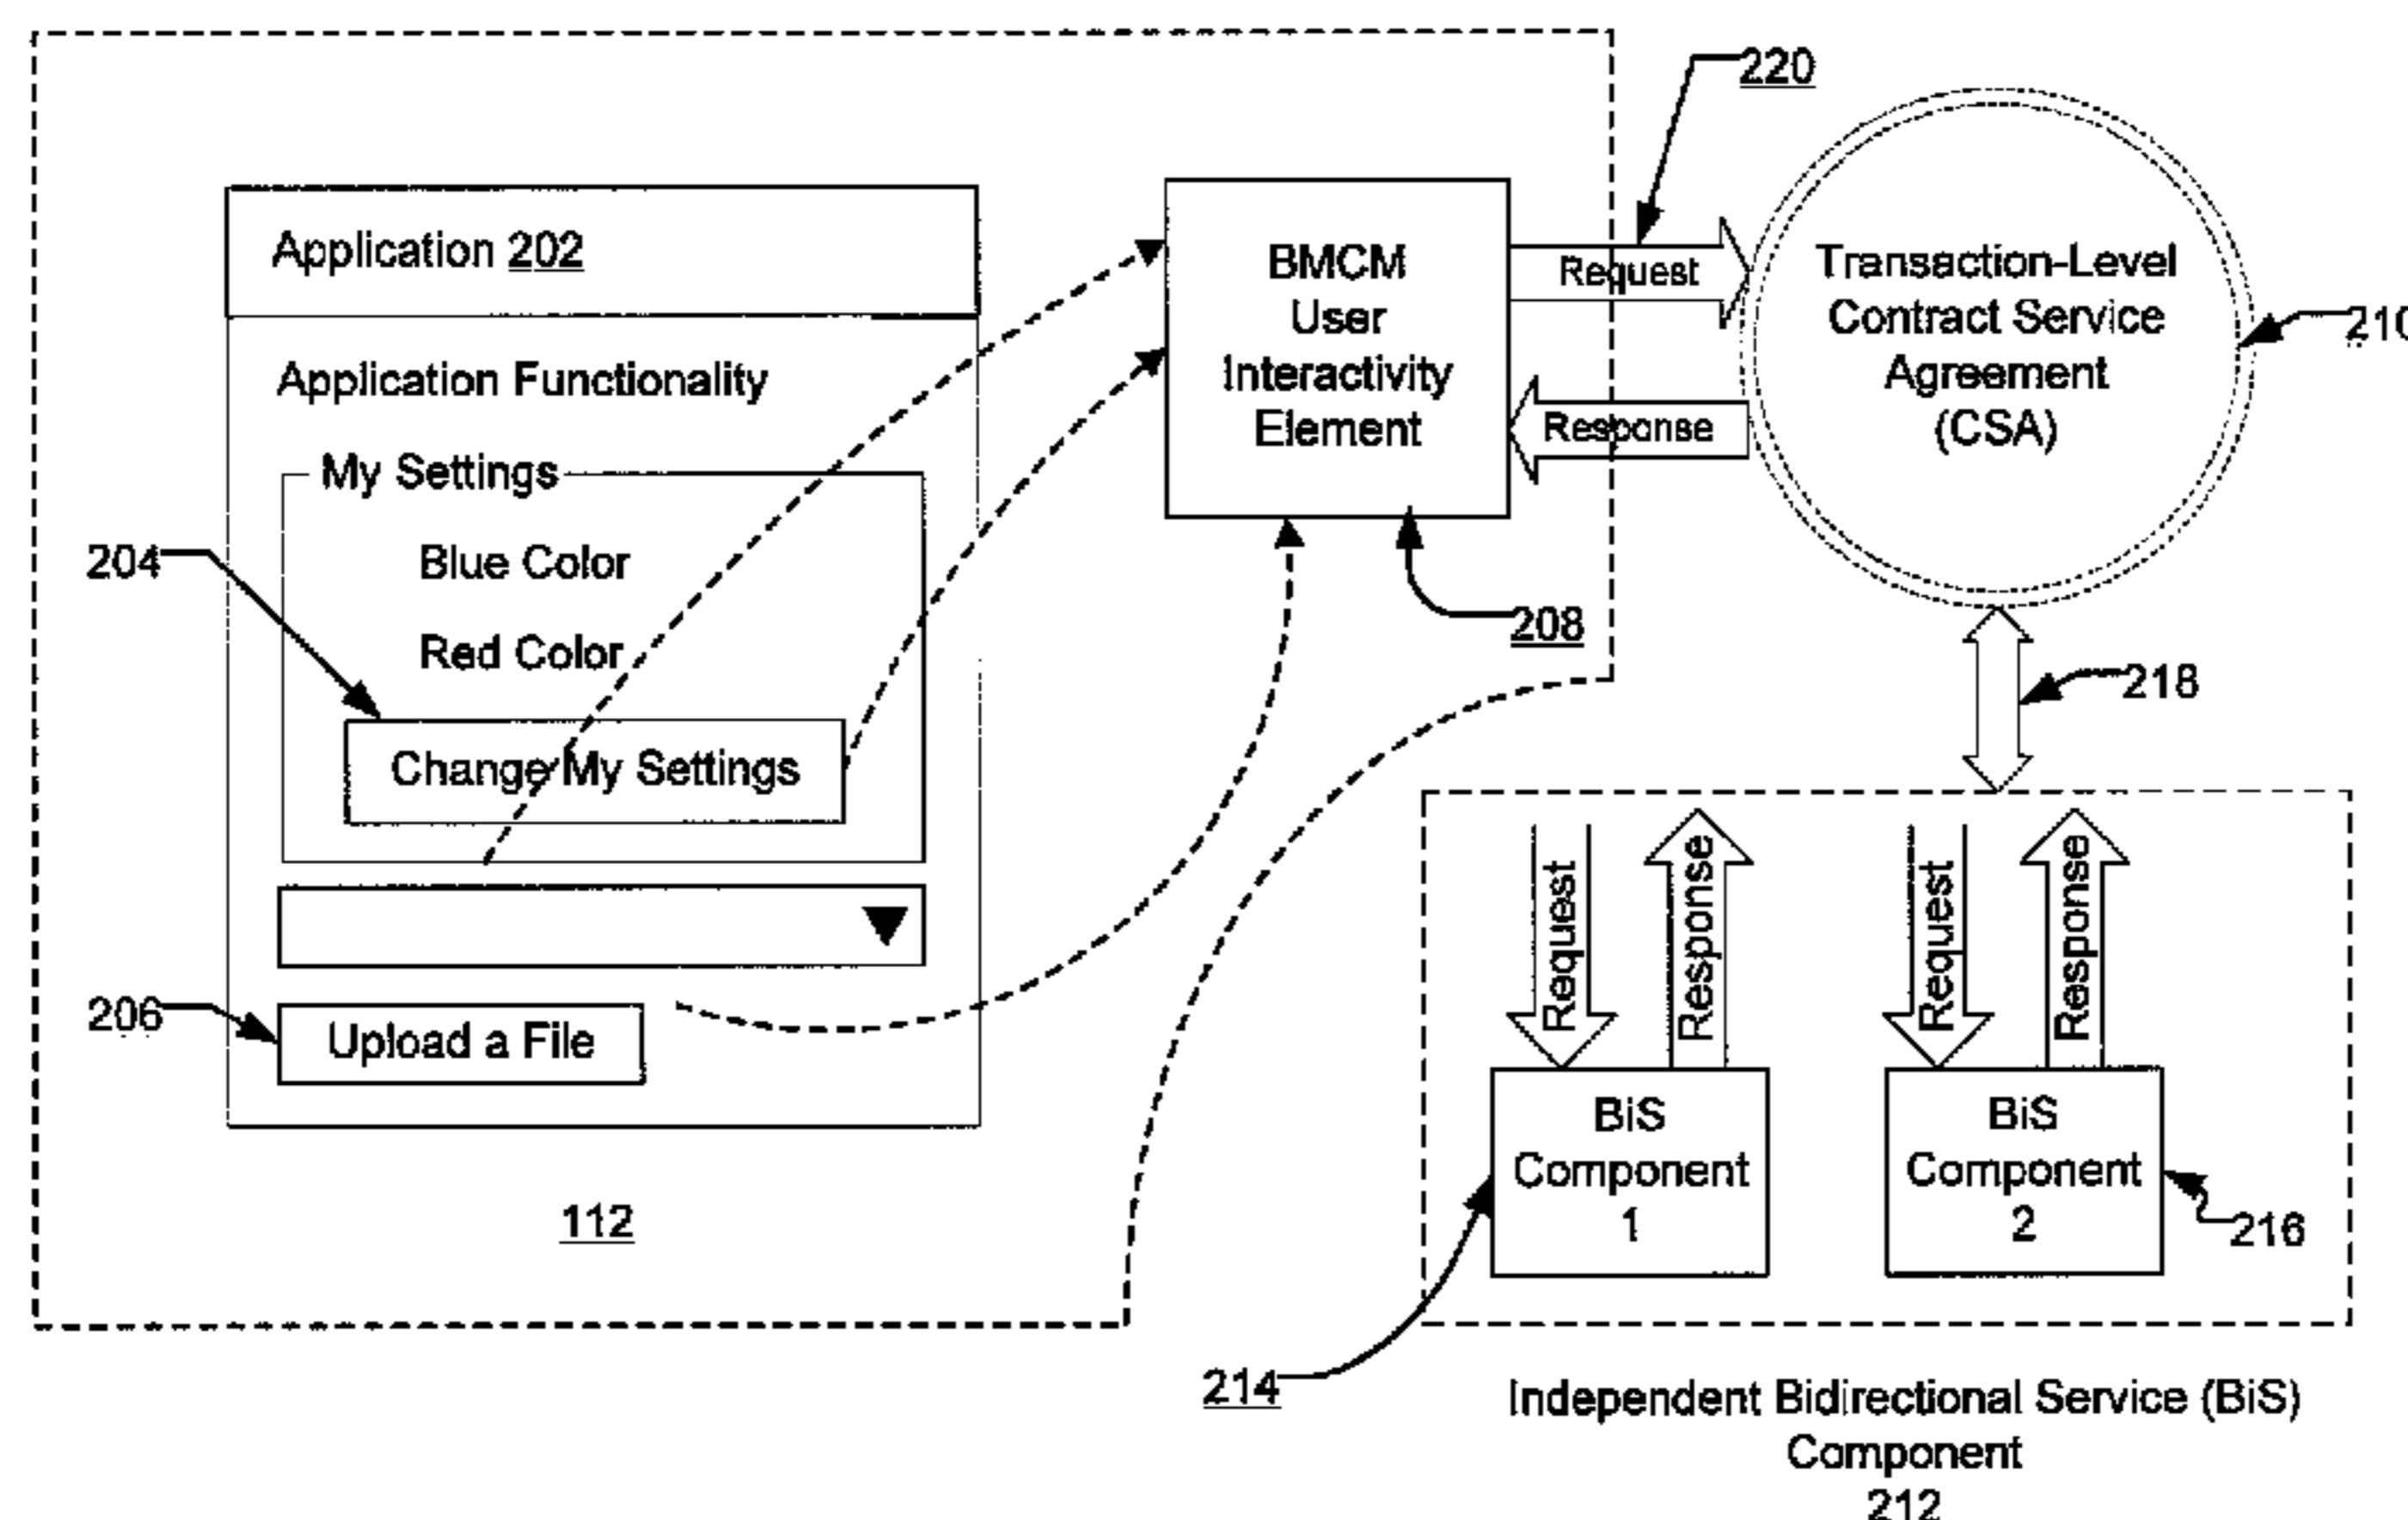 220
Application 202
Application Functionality
My Settings
Blue Color
Red Color
Change My Settings
204
206
Upload a File
112
BMCM
User
Interactivity
Element
208
Request
Response
Transaction-Level
Contract Service
Agreement
(CSA)
210
218
Request
Response
Request
Response
BiS
Component
1
BiS
Component
2
214
216
Independent Bidirectional Service (BiS)
Component
212